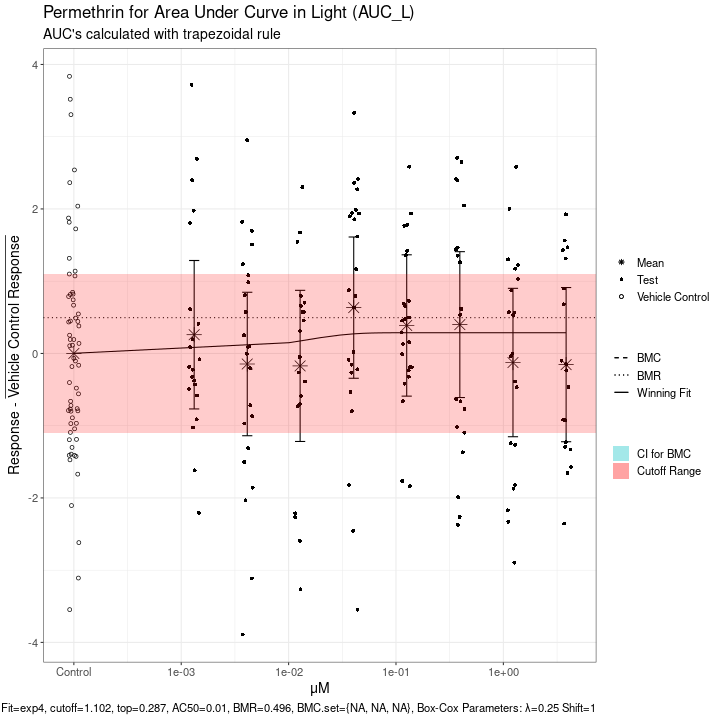 Permethrin for Area Under Curve in Light (AUC_L)
AUC's calculated with trapezoidal rule
Response - Vehicle Control Response
4
2
0
-2
-4
Control
1e-03
1e-02
1e-01
1e+00
μM
Mean
Test
Vehicle Control
BMC
BMR
Winning Fit
CI for BMC
Cutoff Range
Fit=exp4, cutoff=1.102, top=0.287, AC50=0.01, BMR=0.496, BMC.set={NA, NA, NA}, Box-Cox Parameters: λ=0.25 Shift=1